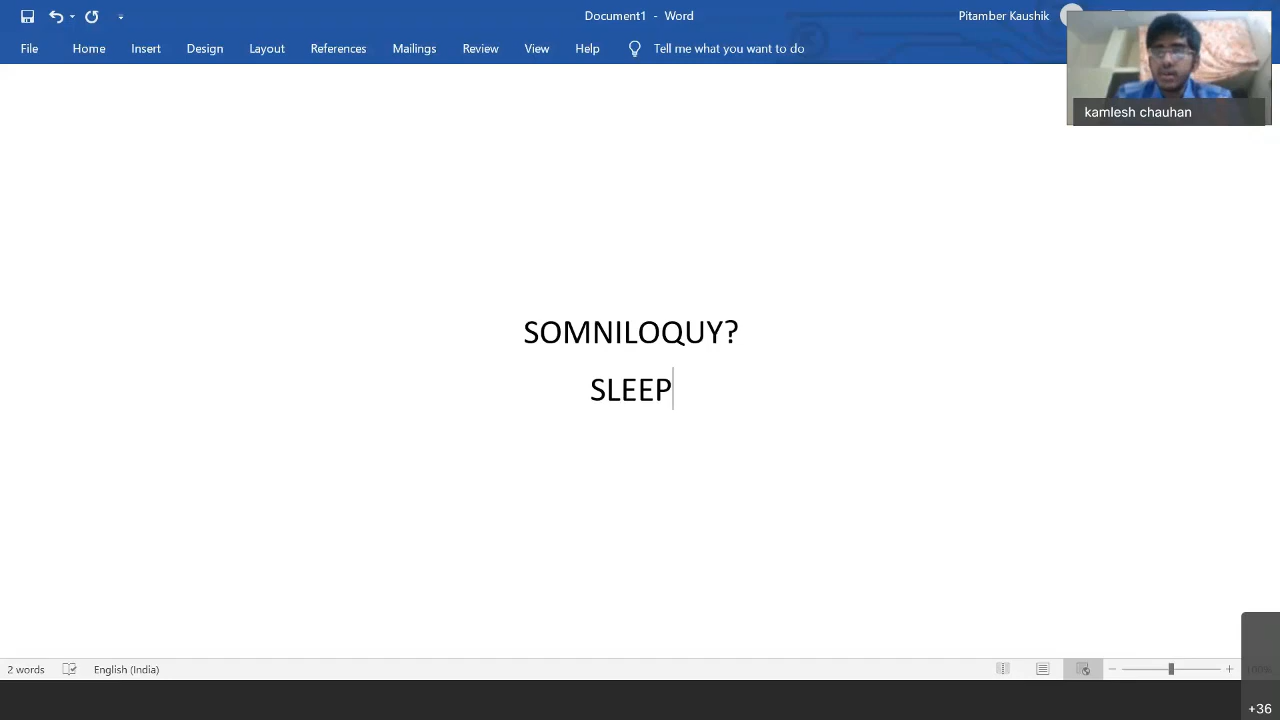 Document1 - Word
Pitamber Kaushik
File Home Insert Design Layout References Mailings Review View Help Tell me what you want to do
kamlesh chauhan
SOMNILOQUY?
SLEEP
2 words English (India)
+36